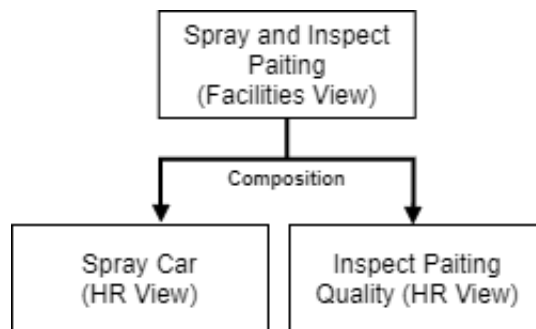 Spray and Inspect
Paiting
(Facilities View)
Composition
Spray Car
(HR View)
Inspect Paiting
Quality (HR View)